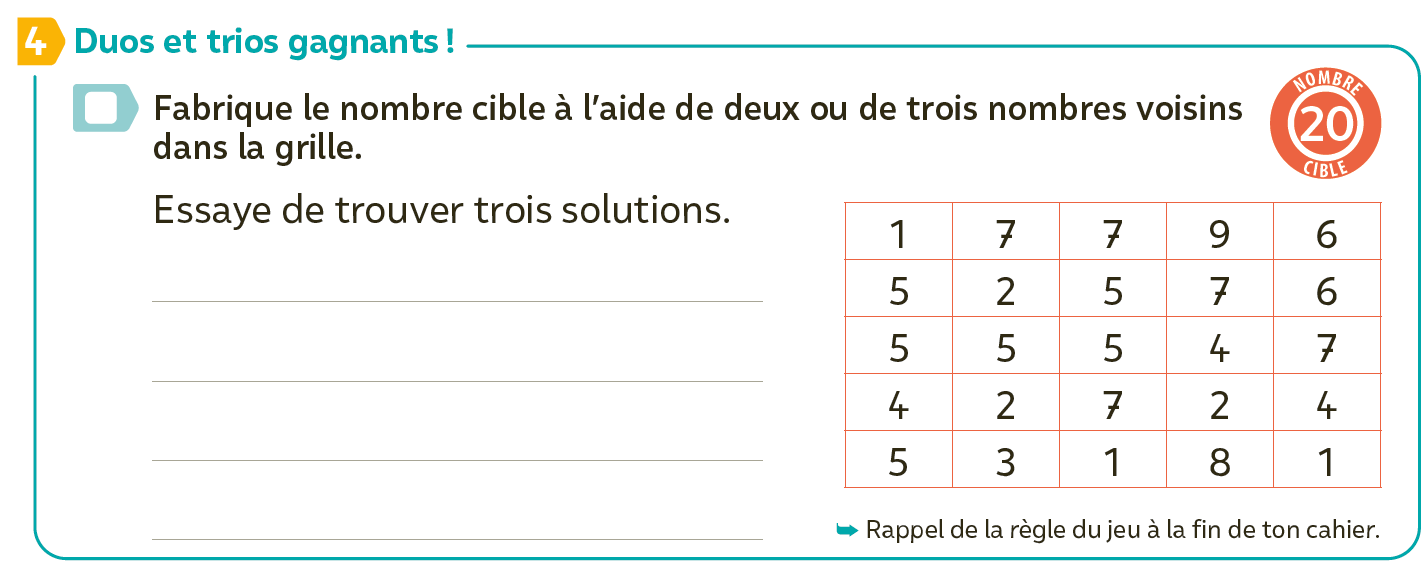 4 Duos et trios gagnants !
Fabrique le nombre cible à l’aide de deux ou de trois nombres voisins
dans la grille.
NOMBRE
20
CIBLE
Essaye de trouver trois solutions.
1 7 7 9 6
5 2 5 7 6
5 5 5 4 7
4 2 7 2 4
5 3 1 8 1
➥ Rappel de la règle du jeu à la fin de ton cahier.